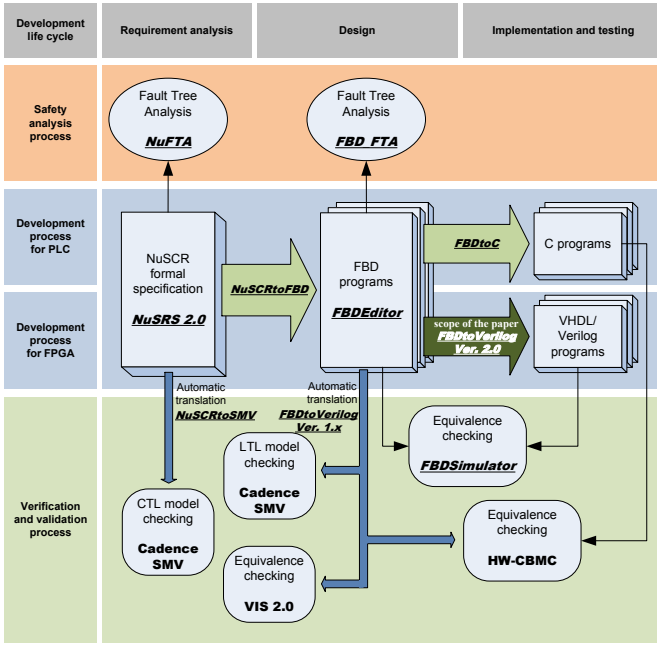 Development
life cycle
Requirement analysis
Design
Implementation and testing
Safety
analysis
process
Fault Tree
Analysis
NuFTA
Fault Tree
Analysis
FBD FTA
Development
process
for PLC
NuSCR
formal
specification
NuSRS 2.0
NuSCRtoFBD
FBD
programs
FBDEditor
FBDtoC
C programs
Development
process
for FPGA
scope of the paper
FBDtoVerilog
Ver. 2.0
VHDL/
Verilog
programs
Automatic
translation
NuSCRtoSMV
Automatic
translation
FBDtoVerilog
Ver. 1.x
Verification
and validation
process
CTL model
checking
Cadence
SMV
LTL model
checking
Cadence
SMV
Equivalence
checking
VIS 2.0
Equivalence
checking
FBDSimulator
Equivalence
checking
HW-CBMC